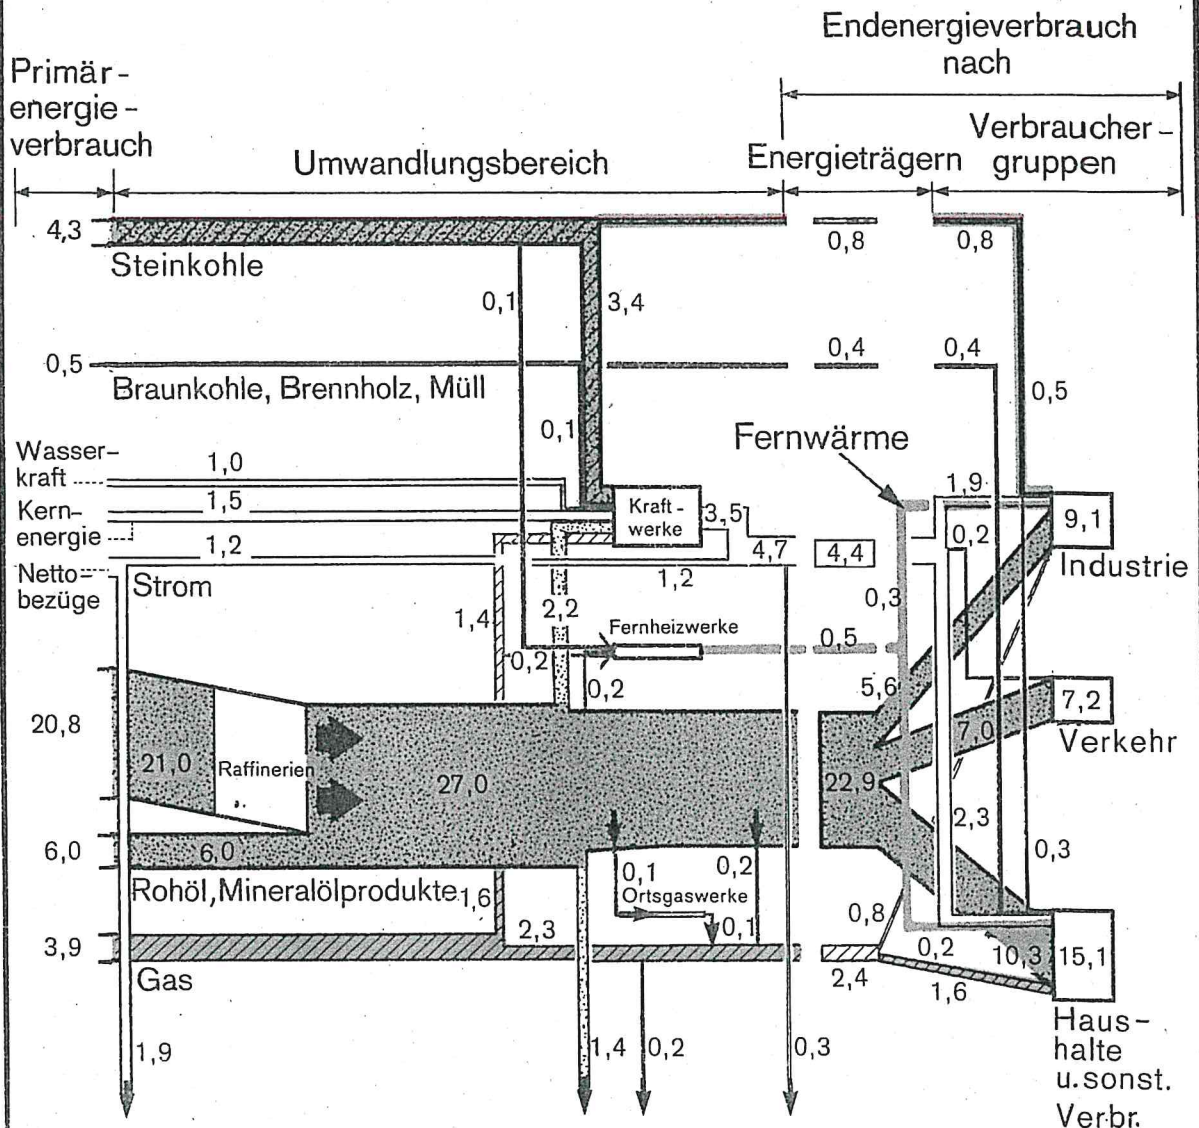 Endenergieverbrauch
nach
Primär-
energie-
verbrauch
Umwandlungsbereich
Energieträgern
Verbraucher-
gruppen
4,3
Steinkohle
0,8
0,8
0,1
3,4
0,5
Braunkohle, Brennholz, Müll
0,4
0,4
0,5
0,1
Fernwärme
Wasser-
kraft
1,0
1,5
Kern-
energie
1,2
Kraft-
werke
3,5
4,7
4,4
1,9
0,2
9,1
Industrie
Netto-
bezüge
Strom
1,2
1,4
2,2
0,3
Fernheizwerke
0,5
0,2
0,2
5,6
20,8
21,0
Raffinerien
27,0
22,9
7,0
7,2
Verkehr
2,3
0,3
6,0
6,0
Rohöl, Mineralölprodukte
1,6
0,1
0,2
Ortsgaswerke
0,1
0,8
3,9
2,3
Gas
2,4
0,2
10,3
15,1
1,6
Haus-
halte
u. sonst.
Verbr.
1,9
1,4
0,2
0,3